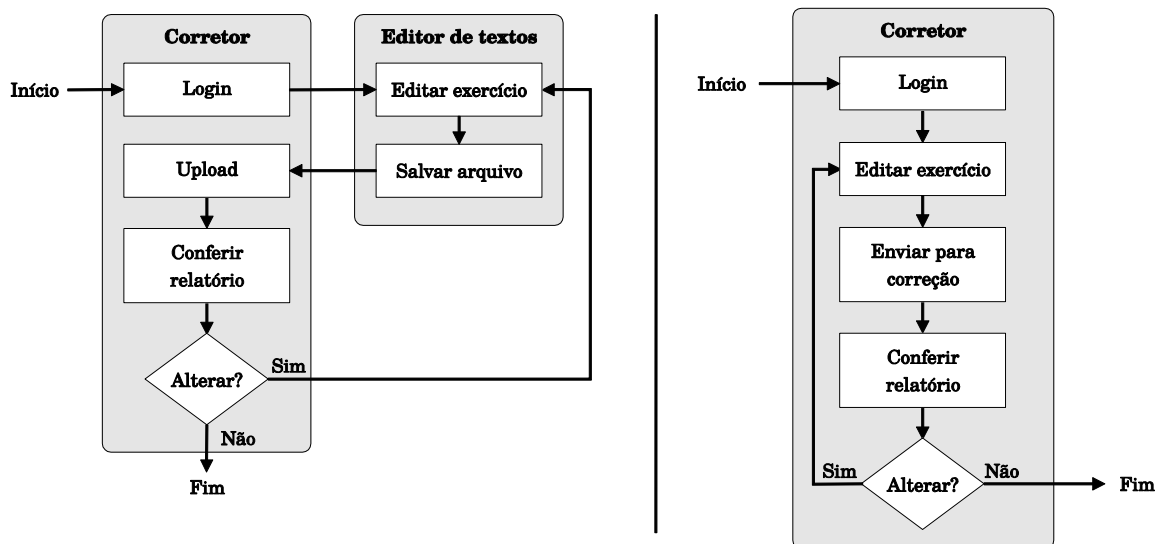 Corretor
Editor de textos
Início
Login
Editar exercício
Upload
Salvar arquivo
Conferir
relatório
Alterar?
Sim
Não
Fim
Corretor
Início
Login
Editar exercício
Enviar para
correção
Conferir
relatório
Sim
Alterar?
Não
Fim